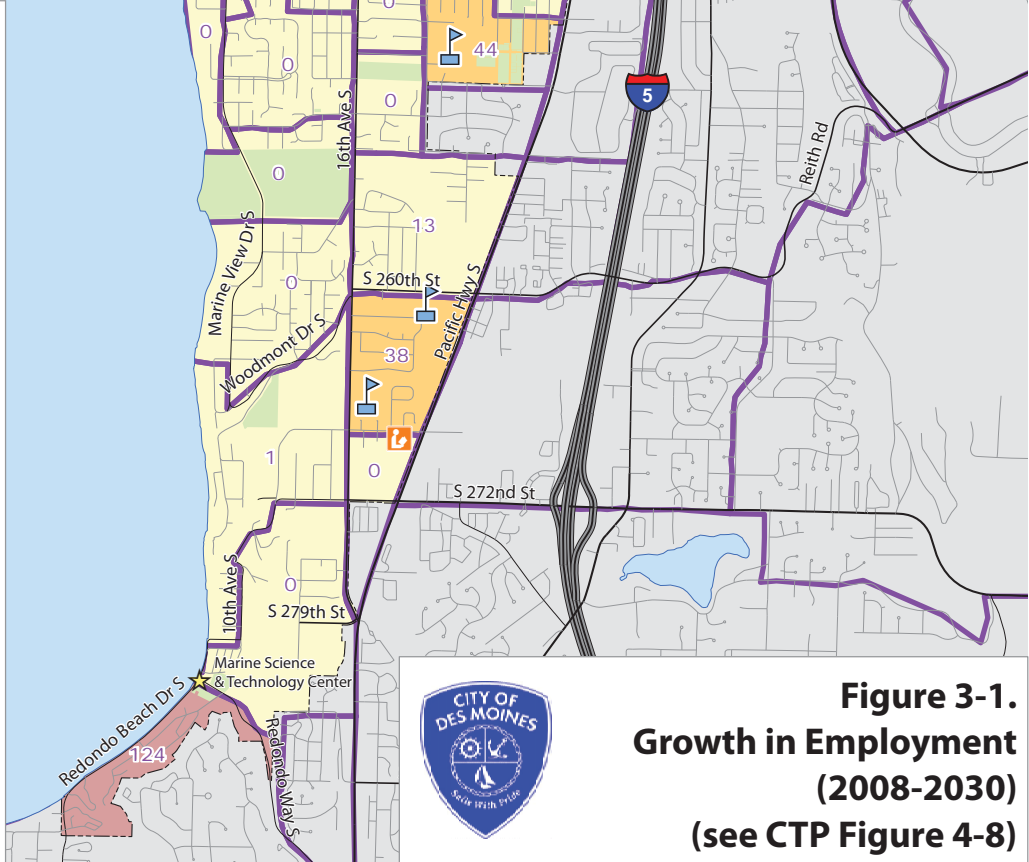 0
0
44
0
0
5
16th Ave S
Reith Rd
0
13
Marine View Dr S
S 260th St
0
Pacific Hwy S
Woodmont Dr S
38
1
0
S 272nd St
10th Ave S
0
S 279th St
Marine Science
& Technology Center
Redondo Beach Dr S
124
Redondo Way S
CITY OF
DES MOINES
Sails With Pride
Figure 3-1.
Growth in Employment
(2008-2030)
(see CTP Figure 4-8)